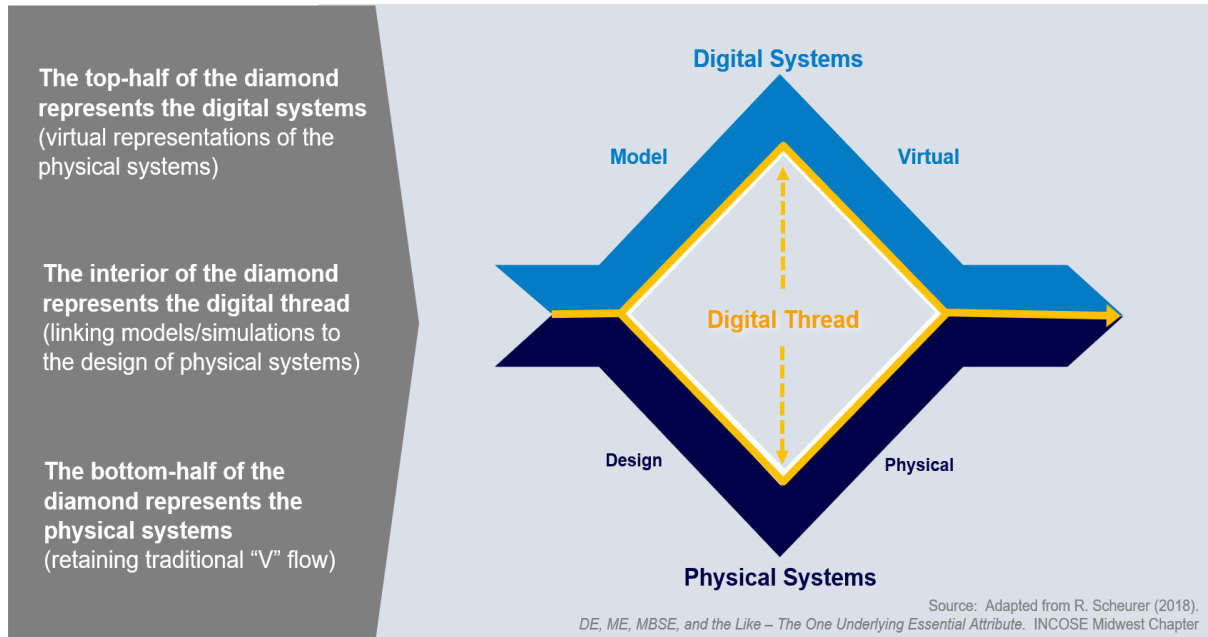 The top-half of the diamond
represents the digital systems
(virtual representations of the
physical systems)
The interior of the diamond
represents the digital thread
(linking models/simulations to
the design of physical systems)
The bottom-half of the
diamond represents the
physical systems
(retaining traditional “V” flow)
Digital Systems
Model
Virtual
Digital Thread
Design
Physical
Physical Systems
Source:  Adapted from R. Scheurer (2018).
DE, ME, MBSE, and the Like – The One Underlying Essential Attribute.  INCOSE Midwest Chapter